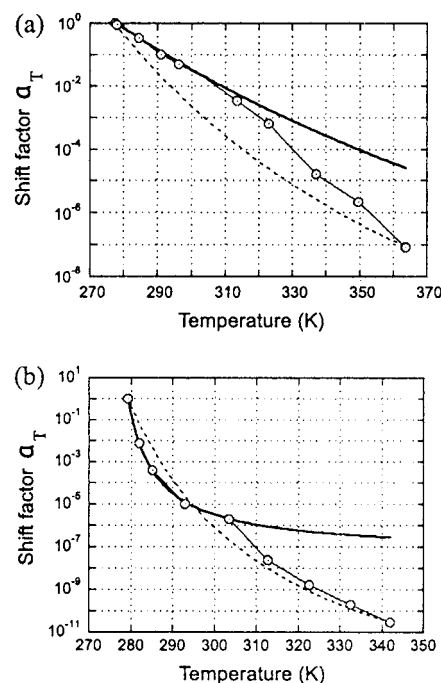 (a)
Shift factor a_T
10^0
10^-2
10^-4
10^-6
10^-8
270 290 310 330 350 370
Temperature (K)
(b)
Shift factor a_T
10^1
10^-1
10^-3
10^-5
10^-7
10^-9
10^-11
270 280 290 300 310 320 330 340 350
Temperature (K)